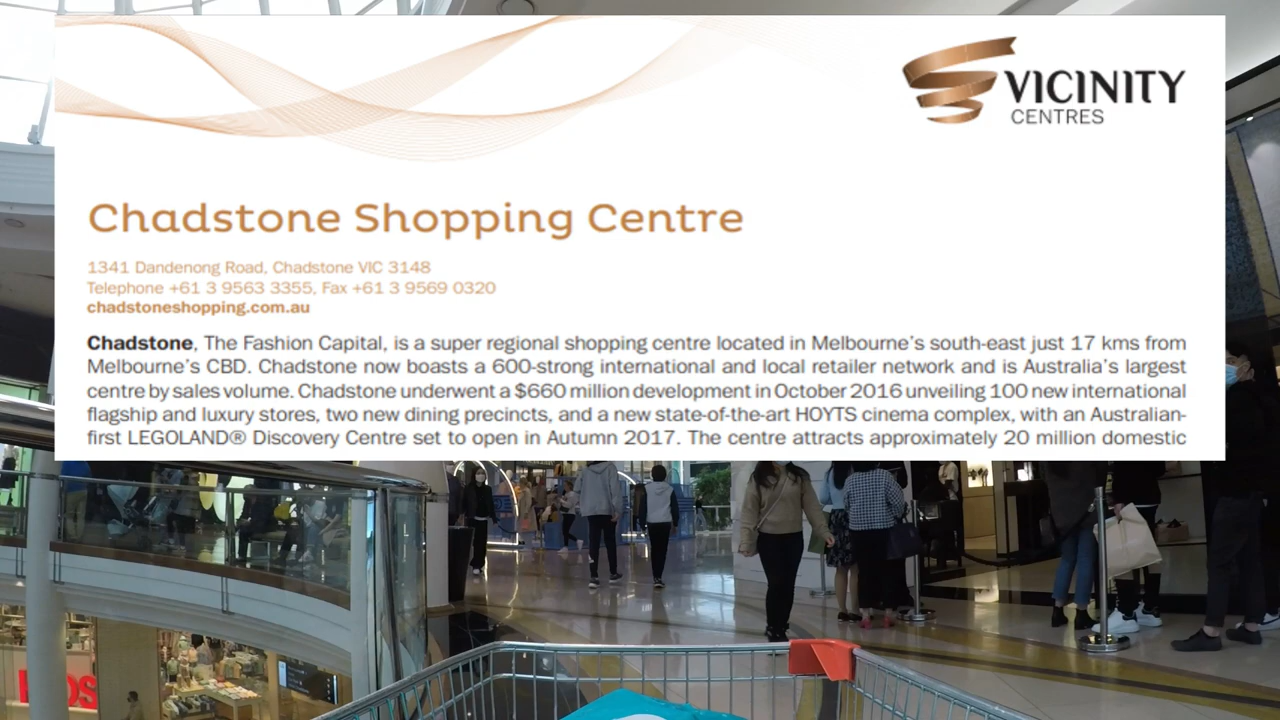 VICINITY
CENTRES
Chadstone Shopping Centre
1341 Dandenong Road, Chadstone VIC 3148
Telephone +61 3 9563 3355, Fax +61 3 9569 0320
chadstoneshopping.com.au
Chadstone, The Fashion Capital, is a super regional shopping centre located in Melbourne's south-east just 17 kms from
Melbourne's CBD. Chadstone now boasts a 600-strong international and local retailer network and is Australia's largest
centre by sales volume. Chadstone underwent a $660 million development in October 2016 unveiling 100 new international
flagship and luxury stores, two new dining precincts, and a new state-of-the-art HOYTS cinema complex, with an Australian-
first LEGOLAND® Discovery Centre set to open in Autumn 2017. The centre attracts approximately 20 million domestic